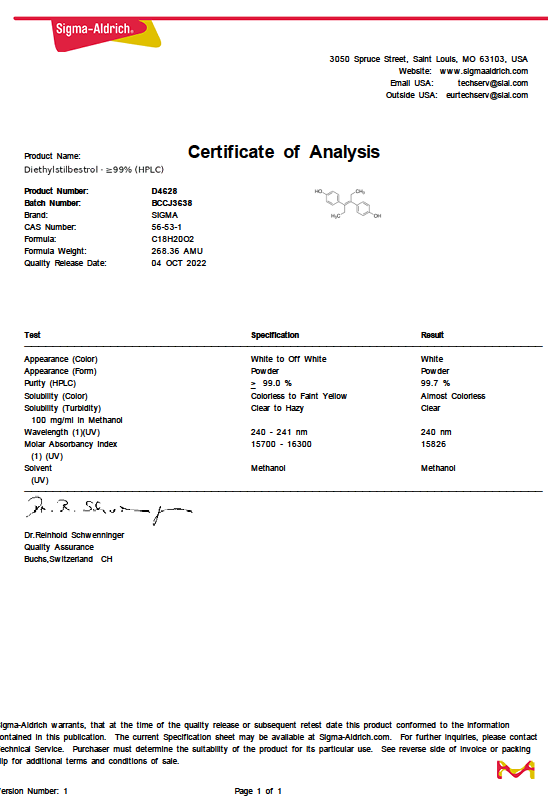 Sigma-Aldrich®
3050 Spruce Street, Saint Louis, MO 63103, USA
Website: www.sigmaaldrich.com
Email USA: techserv@sial.com
Outside USA: eurtechserv@sial.com
Certificate of Analysis
Product Name:
Diethylstilbestrol - ≥99% (HPLC)
Product Number: D4628
Batch Number: BCCJ3638
Brand: SIGMA
CAS Number: 56-53-1
Formula: C18H20O2
Formula Weight: 268.36 AMU
Quality Release Date: 04 OCT 2022
HO
CH₃
H₃C
OH
Test Specification Result
Appearance (Color) White to Off White White
Appearance (Form) Powder Powder
Purity (HPLC) ≥ 99.0 % 99.7 %
Solubility (Color) Colorless to Faint Yellow Almost Colorless
Solubility (Turbidity) Clear to Hazy Clear
100 mg/ml in Methanol
Wavelength (1)(UV) 240 - 241 nm 240 nm
Molar Absorbancy Index 15700 - 16300 15826
(1) (UV)
Solvent Methanol Methanol
(UV)
Dr.Reinhold Schwenninger
Quality Assurance
Buchs,Switzerland CH
igma-Aldrich warrants, that at the time of the quality release or subsequent retest date this product conformed to the information
ontained in this publication. The current Specification sheet may be available at Sigma-Aldrich.com. For further inquiries, please contact
echnical Service. Purchaser must determine the suitability of the product for its particular use. See reverse side of invoice or packing
lip for additional terms and conditions of sale.
ersion Number: 1 Page 1 of 1